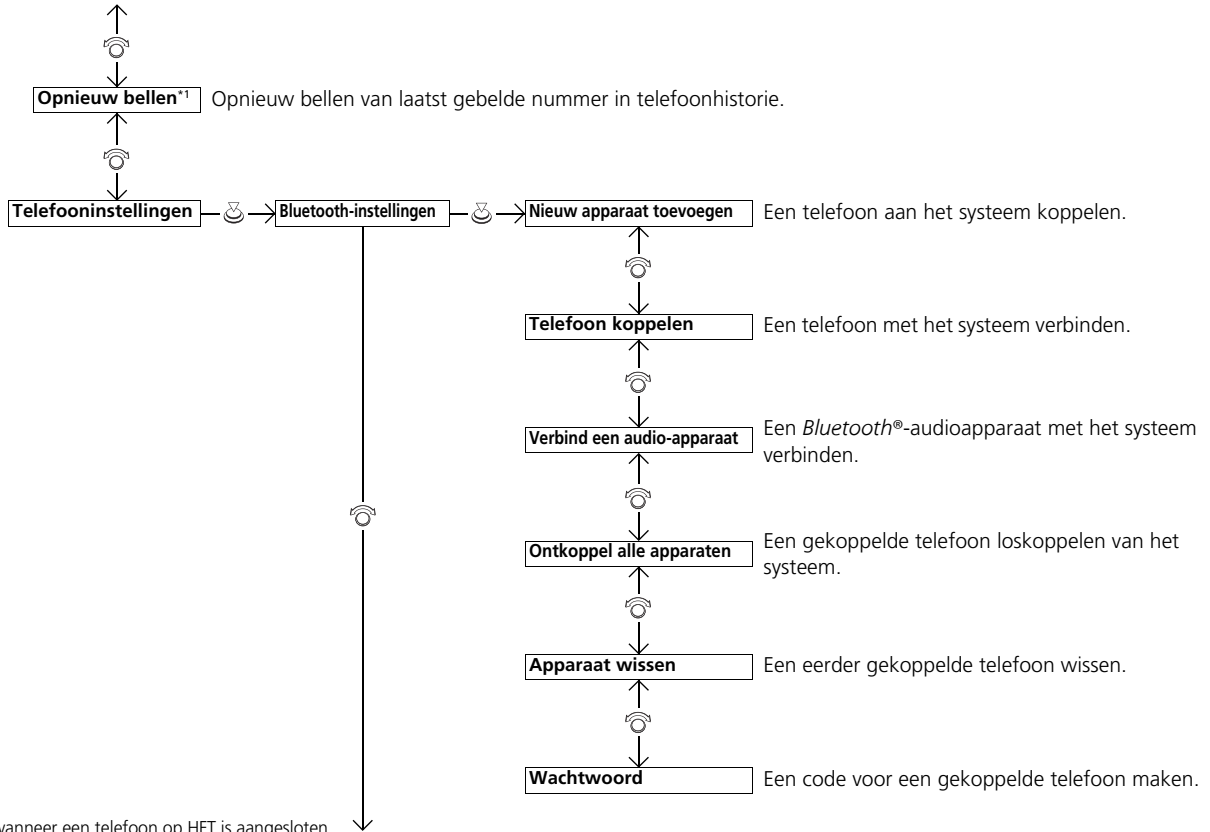 Opnieuw bellen*1 Opnieuw bellen van laatst gebelde nummer in telefoonhistorie.
Telefooninstellingen Bluetooth-instellingen Nieuw apparaat toevoegen Een telefoon aan het systeem koppelen.
Telefoon koppelen Een telefoon met het systeem verbinden.
Verbind een audio-apparaat Een Bluetooth®-audioapparaat met het systeem
verbinden.
Ontkoppel alle apparaten Een gekoppelde telefoon loskoppelen van het
systeem.
Apparaat wissen Een eerder gekoppelde telefoon wissen.
Wachtwoord Een code voor een gekoppelde telefoon maken.
wanneer een telefoon op HFT is aangesloten